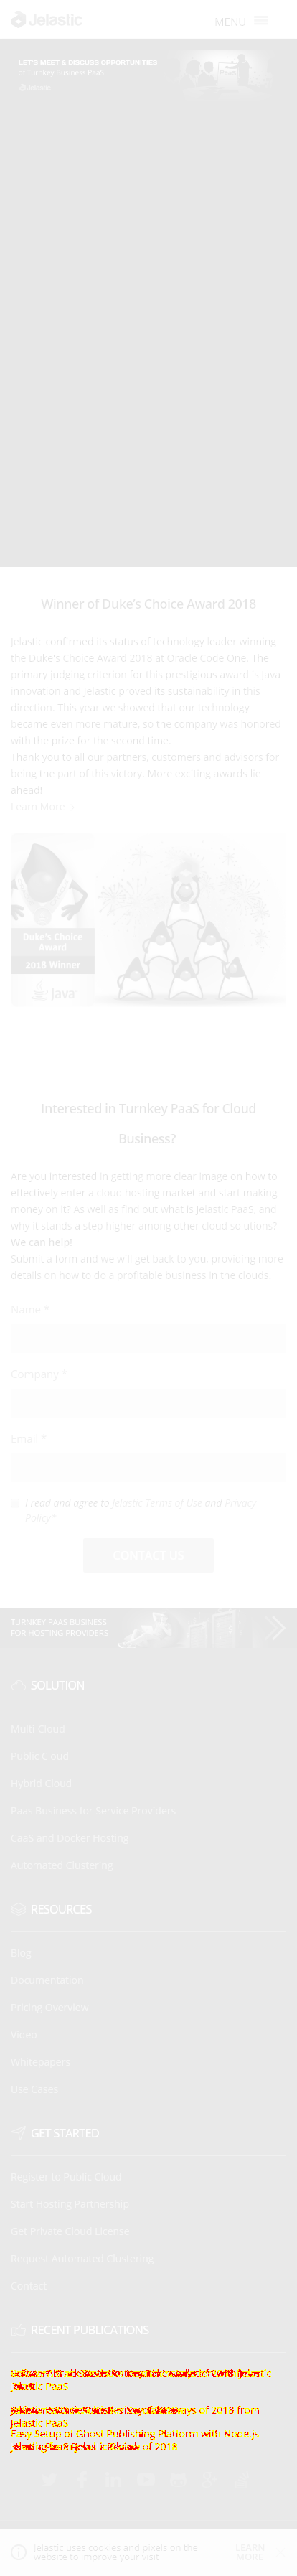 Jelastic
MENU
LET'S MEET & DISCUSS OPPORTUNITIES
of Turnkey Business PaaS
Winner of Duke's Choice Award 2018
Jelastic confirmed its status of technology leader winning
the Duke's Choice Award 2018 at Oracle Code One. The
primary judging criterion for this prestigious award is Java
innovation and Jelastic proved its sustainability in this
direction. This year we showed that our technology
became even more mature, so the company was honored
with the prize for the second time.
Thank you to all our partners, customers and advisors for
being the part of this victory. More exciting awards lie
ahead!
Learn More
Duke's Choice
Award
2018 Winner
Java
Interested in Turnkey PaaS for Cloud
Business?
Are you interested in getting more clear image on how to
effectively enter a cloud hosting market and start making
money on it? As well as find out what is Jelastic PaaS, and
why it stands a step higher among other cloud solutions?
We can help!
Submit a form and we will get back to you, providing more
details on how to do a profitable business in the clouds.
Name *
Company *
Email *
I read and agree to Jelastic Terms of Use and Privacy
Policy*
CONTACT US
TURNKEY PAAS BUSINESS
FOR HOSTING PROVIDERS
SOLUTION
Multi-Cloud
Public Cloud
Hybrid Cloud
Paas Business for Service Providers
CaaS and Docker Hosting
Automated Clustering
RESOURCES
Blog
Documentation
Pricing Overview
Video
Whitepapers
Use Cases
GET STARTED
Register to Public Cloud
Start Hosting Partnership
Get Private Cloud License
Request Automated Clustering
Contact
RECENT PUBLICATIONS
Jelastic
Jelastic PaaS
of 2018 from
Jelastic PaaS
Easy Setup of Ghost Publishing Platform with Node.js
of 2018
Jelastic uses cookies and pixels on the
website to improve your visit
LEARN
MORE